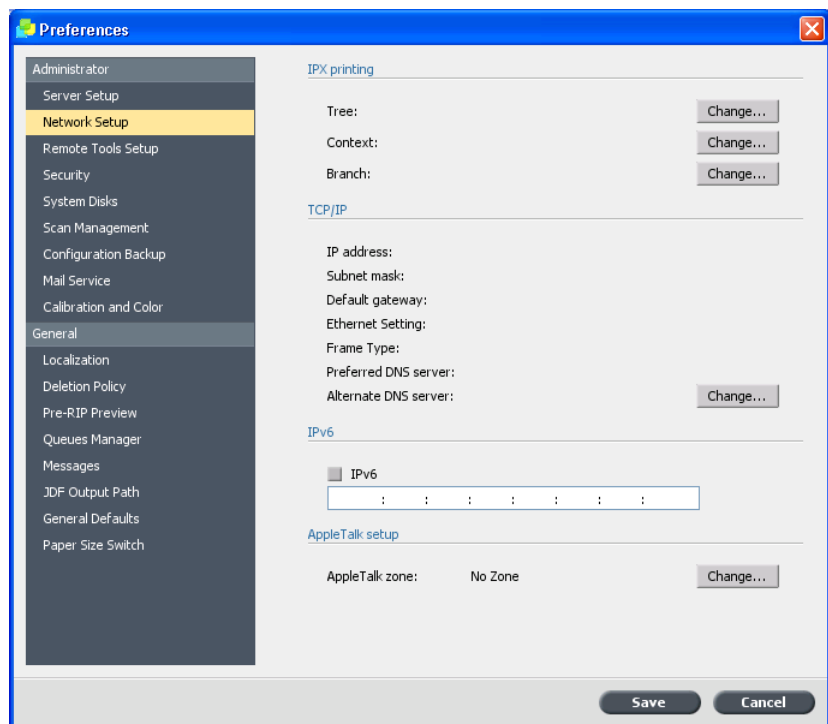 Preferences
Administrator
Server Setup
Network Setup
Remote Tools Setup
Security
System Disks
Scan Management
Configuration Backup
Mail Service
Calibration and Color
General
Localization
Deletion Policy
Pre-RIP Preview
Queues Manager
Messages
JDF Output Path
General Defaults
Paper Size Switch
IPX printing
Tree: Change...
Context: Change...
Branch: Change...
TCP/IP
IP address:
Subnet mask:
Default gateway:
Ethernet Setting:
Frame Type:
Preferred DNS server:
Alternate DNS server: Change...
IPv6
IPv6
: : : : : : :
AppleTalk setup
AppleTalk zone: No Zone Change...
Save Cancel